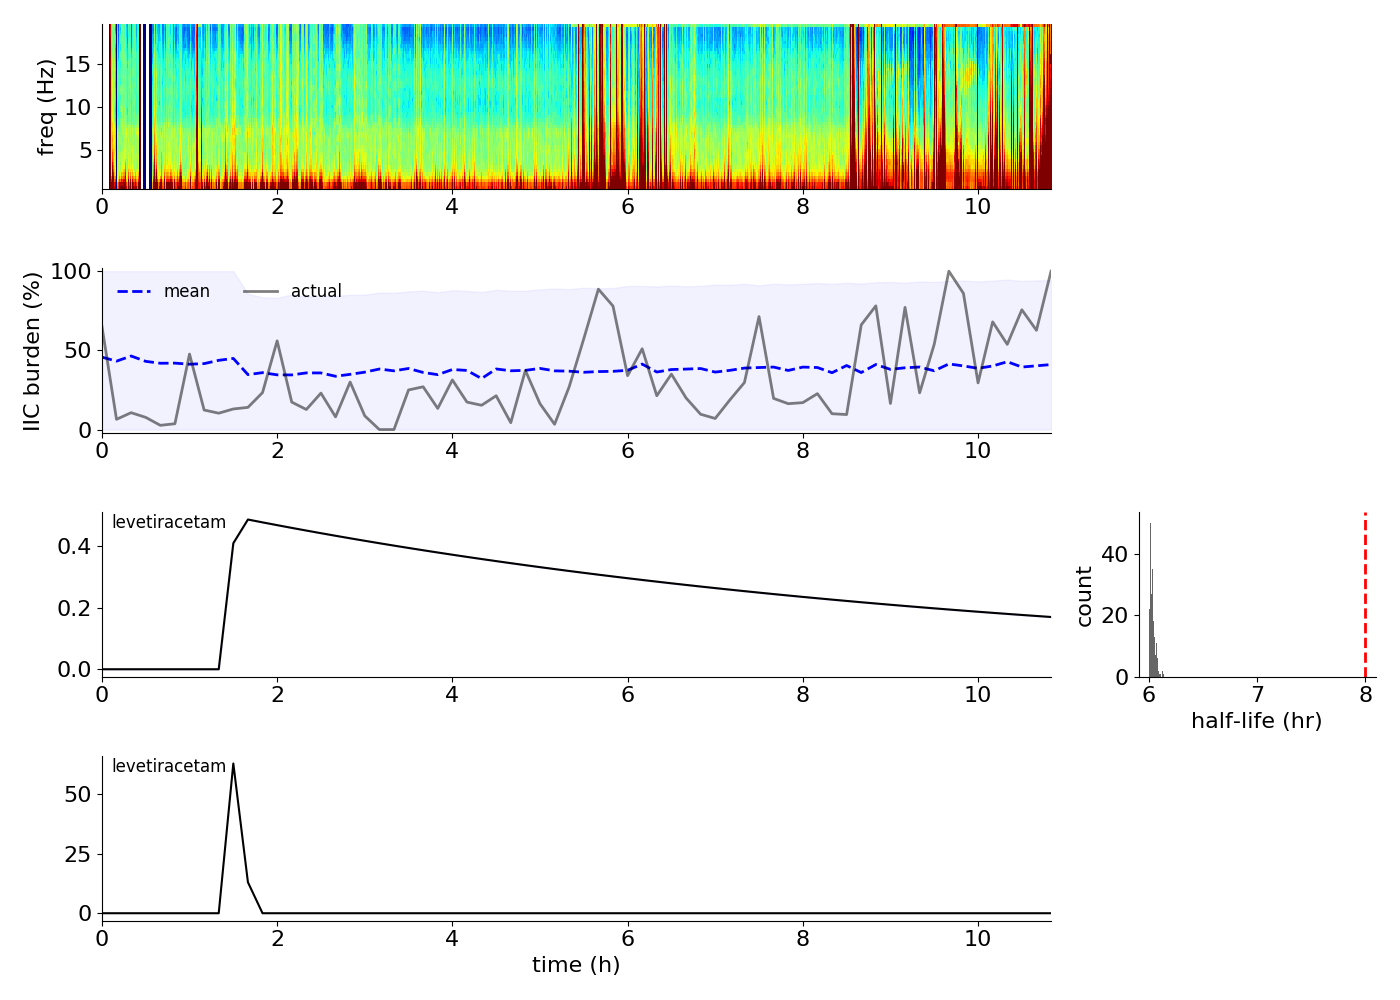 freq (Hz)
15
10
5
0 2 4 6 8 10
IIC burden (%)
100
50
0
mean actual
0 2 4 6 8 10
levetiracetam
0.4
0.2
0.0
0 2 4 6 8 10
count
40
20
0
6 7 8
half-life (hr)
levetiracetam
50
25
0
0 2 4 6 8 10
time (h)